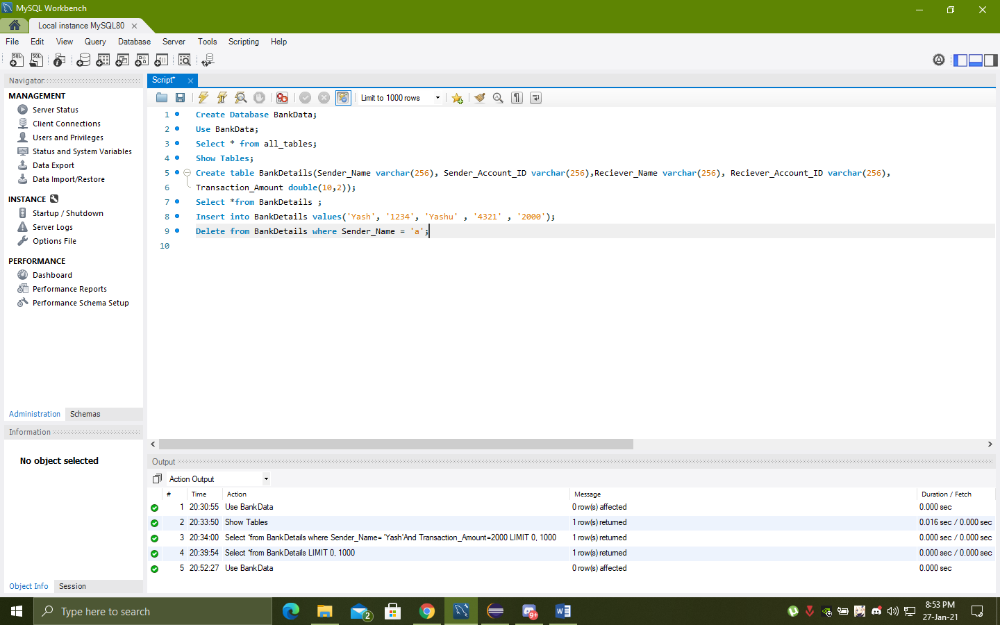 MySQL Workbench
Local instance MySQL80
File Edit View Query Database Server Tools Scripting Help
Navigator
MANAGEMENT
Server Status
Client Connections
Users and Privileges
Status and System Variables
Data Export
Data Import/Restore
INSTANCE
Startup / Shutdown
Server Logs
Options File
PERFORMANCE
Dashboard
Performance Reports
Performance Schema Setup
Administration Schemas
Information
No object selected
Object Info Session
Script*
Limit to 1000 rows
1 Create Database BankData;
2 Use BankData;
3 Select * from all_tables;
4 Show Tables;
5 Create table BankDetails(Sender_Name varchar(256), Sender_Account_ID varchar(256),Reciever_Name varchar(256), Reciever_Account_ID varchar(256),
6 Transaction_Amount double(10,2));
7 Select *from BankDetails ;
8 Insert into BankDetails values('Yash', '1234', 'Yashu' , '4321' , '2000');
9 Delete from BankDetails where Sender_Name = 'a';
10
Output
Action Output
# Time Action Message Duration / Fetch
1 20:30:55 Use BankData 0 row(s) affected 0.000 sec
2 20:33:50 Show Tables 1 row(s) returned 0.016 sec / 0.000 sec
3 20:34:00 Select *from BankDetails where Sender_Name= 'Yash'And Transaction_Amount=2000 LIMIT 0, 1000 1 row(s) returned 0.000 sec / 0.000 sec
4 20:39:54 Select *from BankDetails LIMIT 0, 1000 1 row(s) returned 0.000 sec / 0.000 sec
5 20:52:27 Use BankData 0 row(s) affected 0.000 sec
Type here to search
2
9+
8:53 PM
27-Jan-21